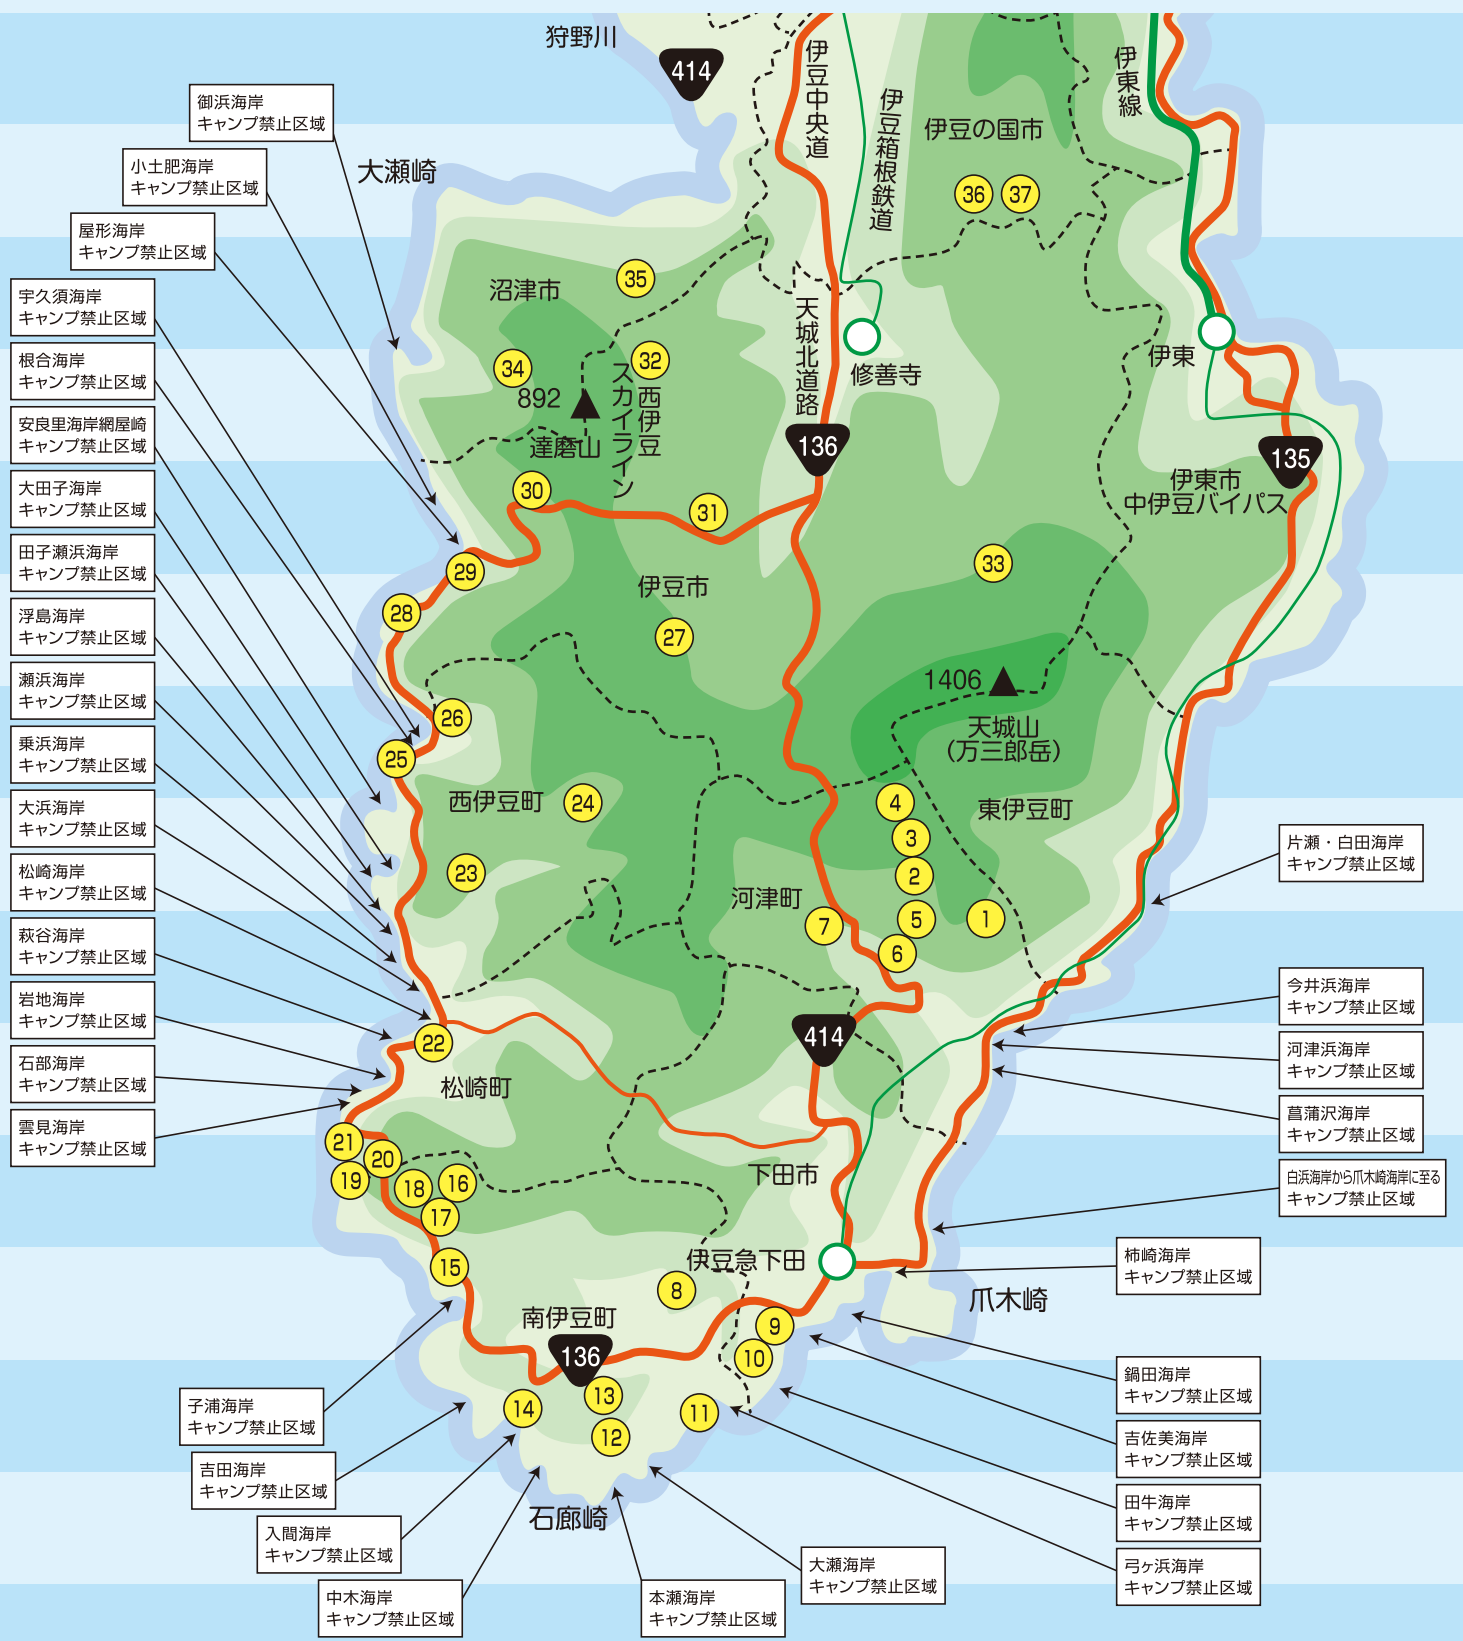 狩野川
414
伊豆中央道
伊豆箱根鉄道
伊東線
伊豆の国市
36
37
大瀬崎
御浜海岸
キャンプ禁止区域
小土肥海岸
キャンプ禁止区域
屋形海岸
キャンプ禁止区域
宇久須海岸
キャンプ禁止区域
根合海岸
キャンプ禁止区域
安良里海岸網屋崎
キャンプ禁止区域
大田子海岸
キャンプ禁止区域
田子瀬浜海岸
キャンプ禁止区域
浮島海岸
キャンプ禁止区域
瀬浜海岸
キャンプ禁止区域
乗浜海岸
キャンプ禁止区域
大浜海岸
キャンプ禁止区域
松崎海岸
キャンプ禁止区域
萩谷海岸
キャンプ禁止区域
岩地海岸
キャンプ禁止区域
石部海岸
キャンプ禁止区域
雲見海岸
キャンプ禁止区域
沼津市
35
34
32
892
達磨山
西伊豆
スカイライン
天城北道路
修善寺
伊東
136
135
伊東市
中伊豆バイパス
30
31
29
28
伊豆市
27
33
1406
天城山
(万三郎岳)
26
25
西伊豆町
24
23
東伊豆町
4
3
2
5
1
6
7
河津町
414
22
松崎町
21
20
19
18
16
17
15
下田市
伊豆急下田
8
南伊豆町
136
9
10
11
12
13
14
爪木崎
石廊崎
片瀬・白田海岸
キャンプ禁止区域
今井浜海岸
キャンプ禁止区域
河津浜海岸
キャンプ禁止区域
菖蒲沢海岸
キャンプ禁止区域
白浜海岸から爪木崎海岸に至る
キャンプ禁止区域
柿崎海岸
キャンプ禁止区域
鍋田海岸
キャンプ禁止区域
吉佐美海岸
キャンプ禁止区域
田牛海岸
キャンプ禁止区域
弓ヶ浜海岸
キャンプ禁止区域
子浦海岸
キャンプ禁止区域
吉田海岸
キャンプ禁止区域
入間海岸
キャンプ禁止区域
中木海岸
キャンプ禁止区域
本瀬海岸
キャンプ禁止区域
大瀬海岸
キャンプ禁止区域